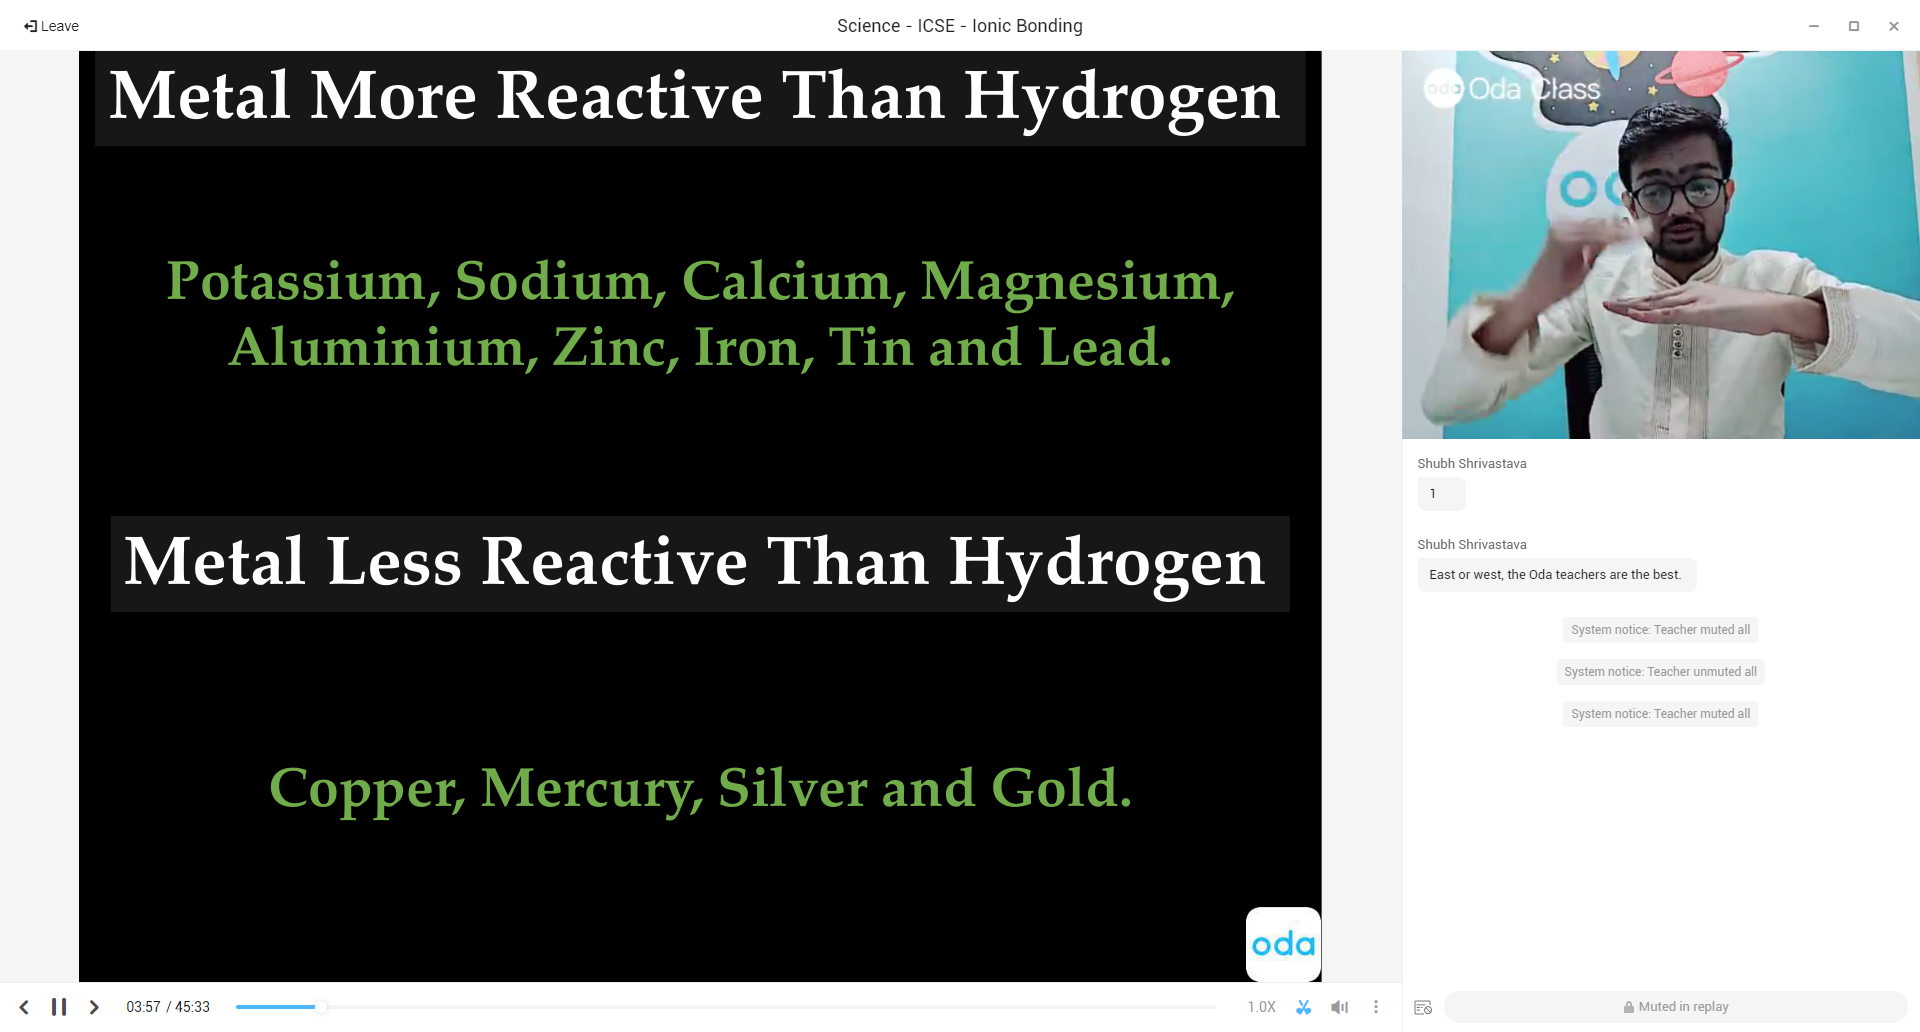 Leave
Science - ICSE - Ionic Bonding
Metal More Reactive Than Hydrogen
Potassium, Sodium, Calcium, Magnesium,
Aluminium, Zinc, Iron, Tin and Lead.
Metal Less Reactive Than Hydrogen
Copper, Mercury, Silver and Gold.
oda
03:57 / 45:33
1.0X
oda Oda Class
Shubh Shrivastava
1
Shubh Shrivastava
East or west, the Oda teachers are the best.
System notice: Teacher muted all
System notice: Teacher unmuted all
System notice: Teacher muted all
Muted in replay